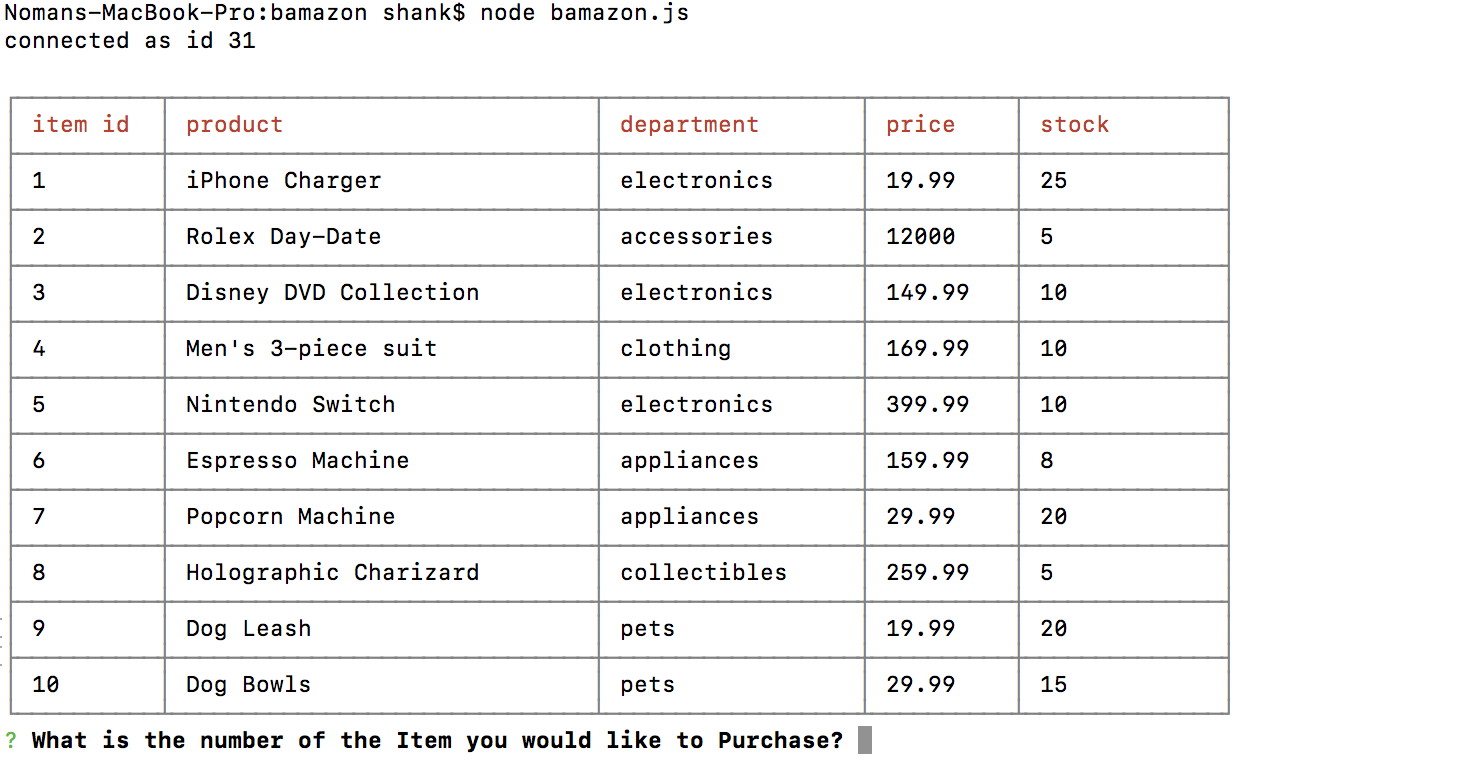 Nomans-MacBook-Pro:bamazon shank$ node bamazon.js
connected as id 31
item id product department price stock
1 iPhone Charger electronics 19.99 25
2 Rolex Day-Date accessories 12000 5
3 Disney DVD Collection electronics 149.99 10
4 Men's 3-piece suit clothing 169.99 10
5 Nintendo Switch electronics 399.99 10
6 Espresso Machine appliances 159.99 8
7 Popcorn Machine appliances 29.99 20
8 Holographic Charizard collectibles 259.99 5
9 Dog Leash pets 19.99 20
10 Dog Bowls pets 29.99 15
? What is the number of the Item you would like to Purchase?